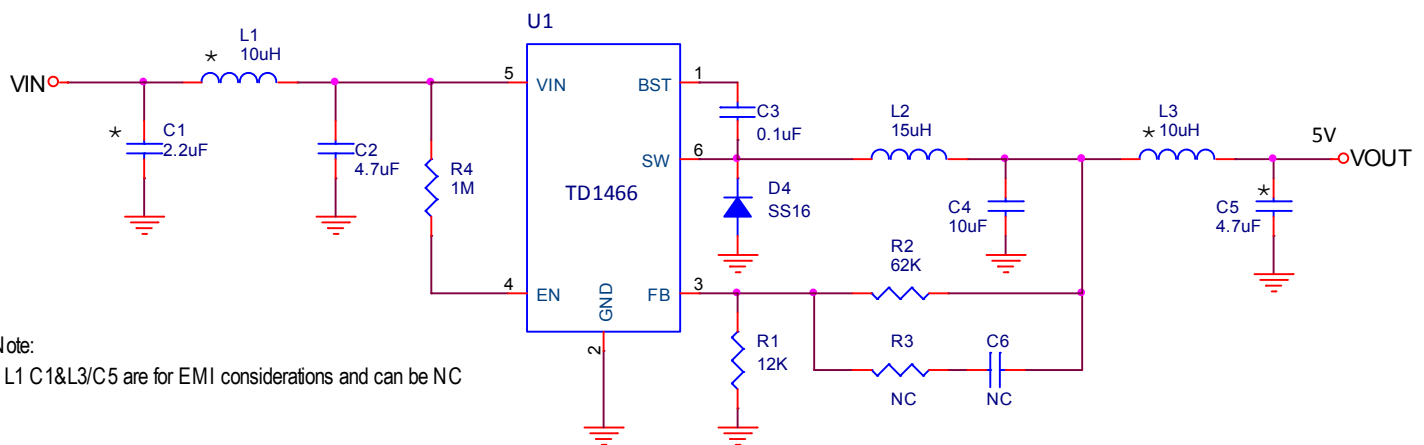 U1
L1
10uH
*
VIN
5
VIN
BST
1
C3
0.1uF
L2
15uH
L3
*
10uH
5V
VOUT
*
C1
2.2uF
C2
4.7uF
R4
1M
SW
6
TD1466
D4
SS16
C4
10uF
*
C5
4.7uF
R2
62K
4
EN
GND
FB
3
2
R1
12K
R3
NC
C6
NC
L1 C1&L3/C5 are for EMI considerations and can be NC